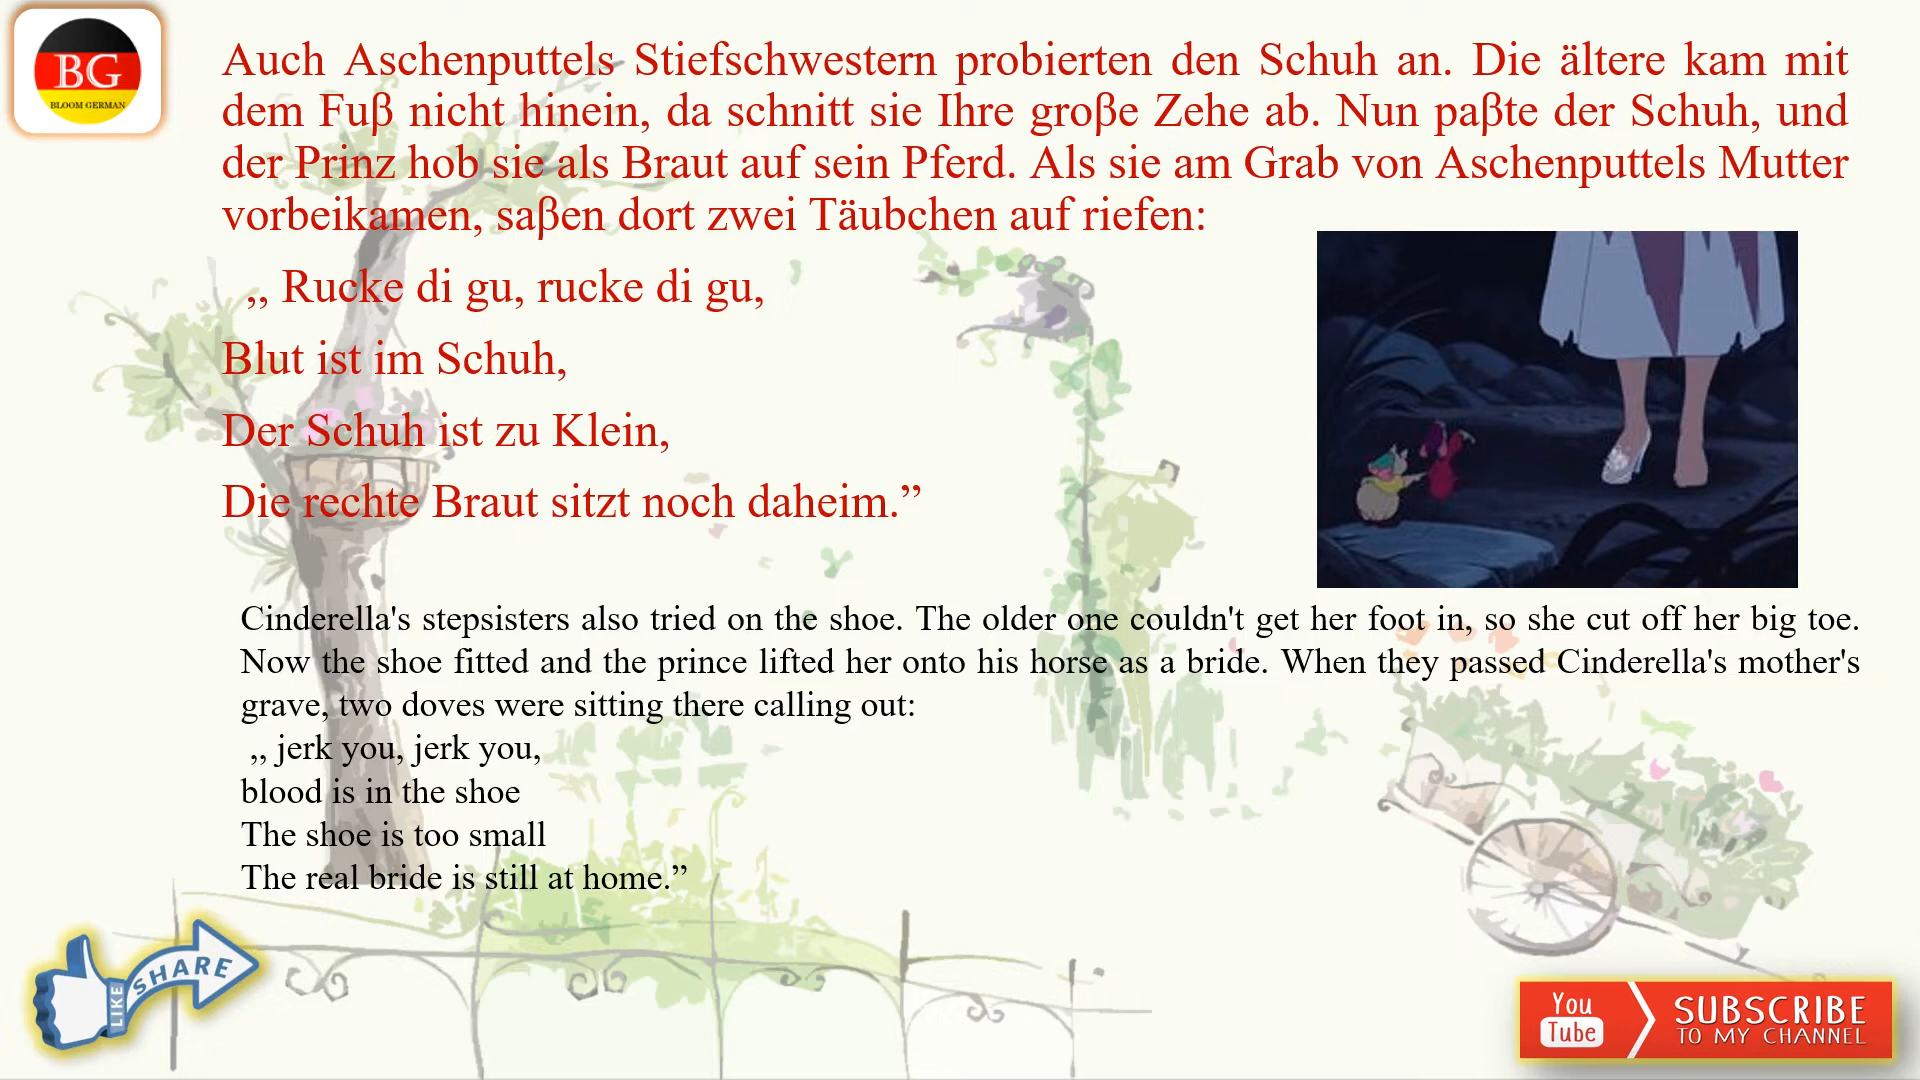 BG
BLOOM GERMAN
Auch Aschenputtels Stiefschwestern probierten den Schuh an. Die ältere kam mit
dem Fuβ nicht hinein, da schnitt sie Ihre groβe Zehe ab. Nun paβte der Schuh, und
der Prinz hob sie als Braut auf sein Pferd. Als sie am Grab von Aschenputtels Mutter
vorbeikamen, saβen dort zwei Täubchen auf riefen:
,, Rucke di gu, rucke di gu,
Blut ist im Schuh,
Der Schuh ist zu Klein,
Die rechte Braut sitzt noch daheim.”
Cinderella's stepsisters also tried on the shoe. The older one couldn't get her foot in, so she cut off her big toe.
Now the shoe fitted and the prince lifted her onto his horse as a bride. When they passed Cinderella's mother's
grave, two doves were sitting there calling out:
,, jerk you, jerk you,
blood is in the shoe
The shoe is too small
The real bride is still at home.”
LIKE
SHARE
You
Tube
SUBSCRIBE
TO MY CHANNEL